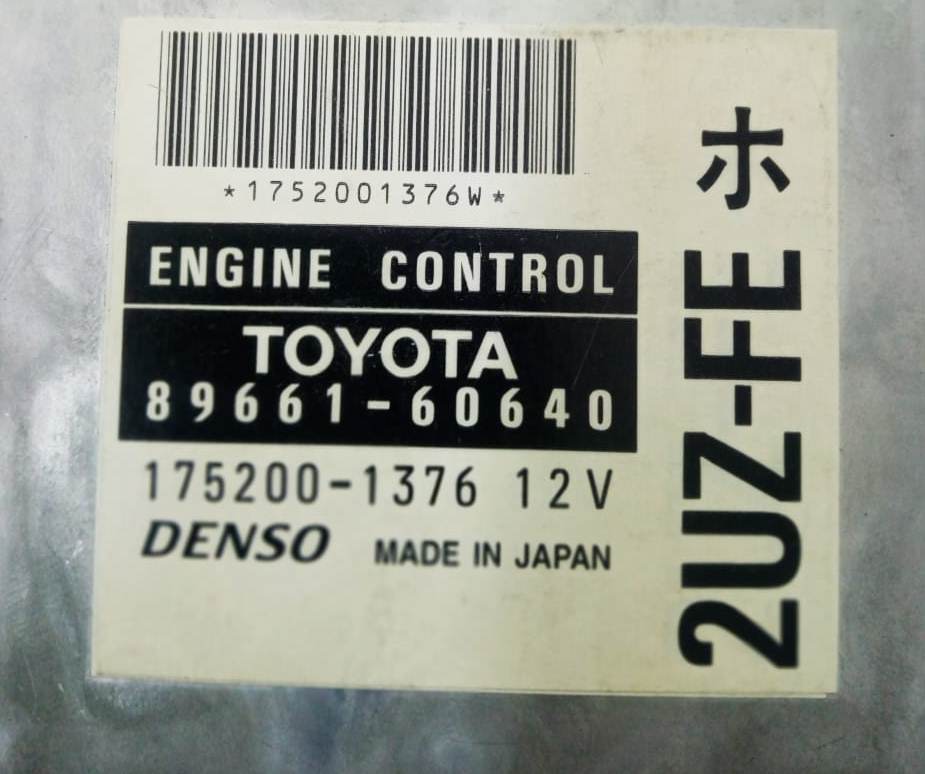 *1752001376W*
ENGINE CONTROL
TOYOTA
89661-60640
175200-1376 12V
DENSO MADE IN JAPAN
2UZ-FE ホ